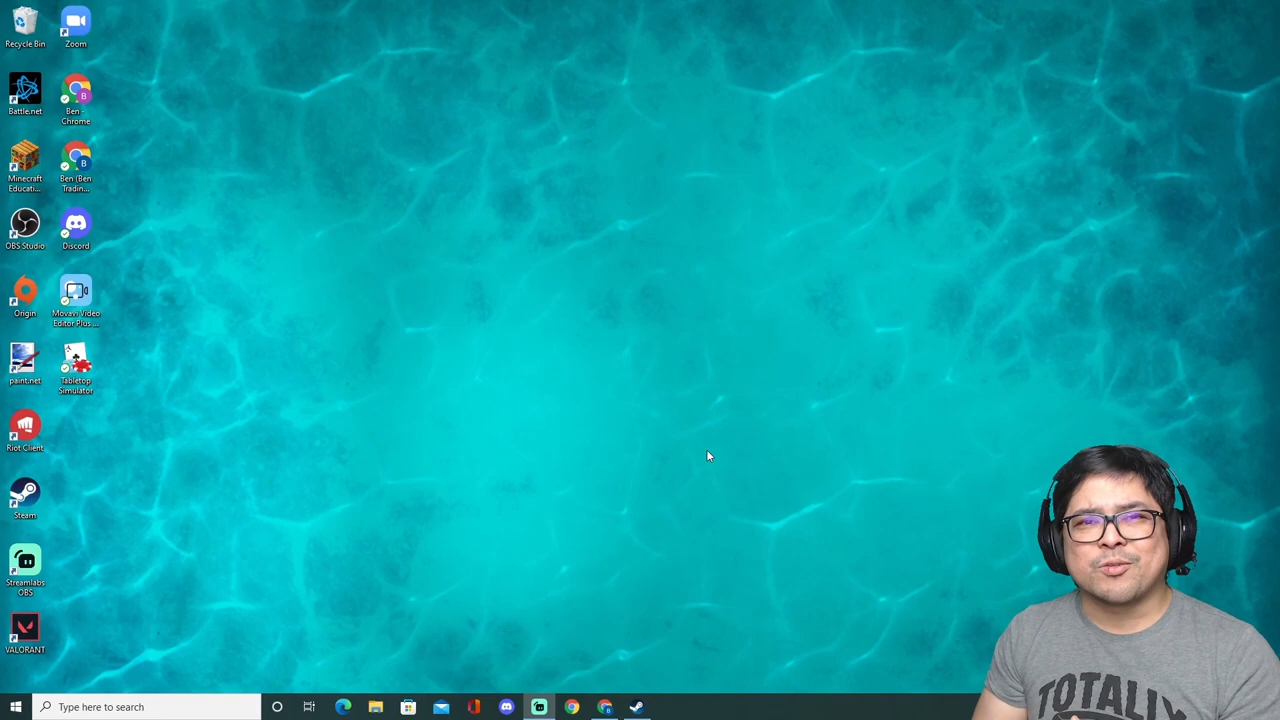 Recycle Bin
Zoom
Battle.net
Ben -
Chrome
Minecraft
Educati...
Ben (Ben
Tradin...
OBS Studio
Discord
Origin
Movavi Video
Editor Plus ...
paint.net
Tabletop
Simulator
Riot Client
Steam
Streamlabs
OBS
VALORANT
TOTALLY
Type here to search